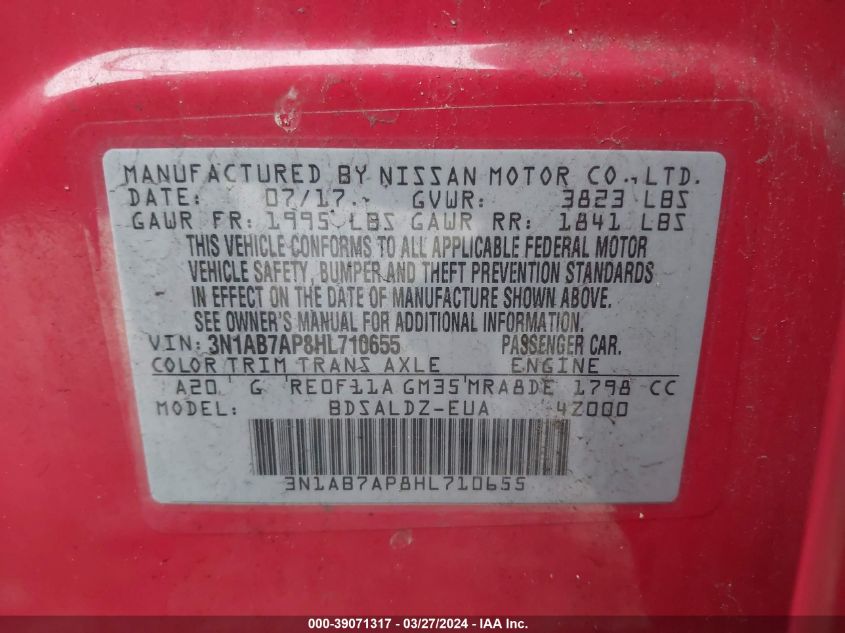 MANUFACTURED BY NISSAN MOTOR CO., LTD.
DATE: 07/17 GVWR: 3823 LBS
GAWR FR: 1995 LBS GAWR RR: 1841 LBS
THIS VEHICLE CONFORMS TO ALL APPLICABLE FEDERAL MOTOR
VEHICLE SAFETY, BUMPER AND THEFT PREVENTION STANDARDS
IN EFFECT ON THE DATE OF MANUFACTURE SHOWN ABOVE.
SEE OWNER'S MANUAL FOR ADDITIONAL INFORMATION.
VIN: 3N1AB7AP8HL710655 PASSENGER CAR.
COLOR TRIM TRANS AXLE ENGINE
A20 G RE0F11A GM35 MRA8DE 1798 CC
MODEL: BDSALDZ-EUA 4Z000
3N1AB7AP8HL710655
000-39071317 - 03/27/2024 - IAA Inc.